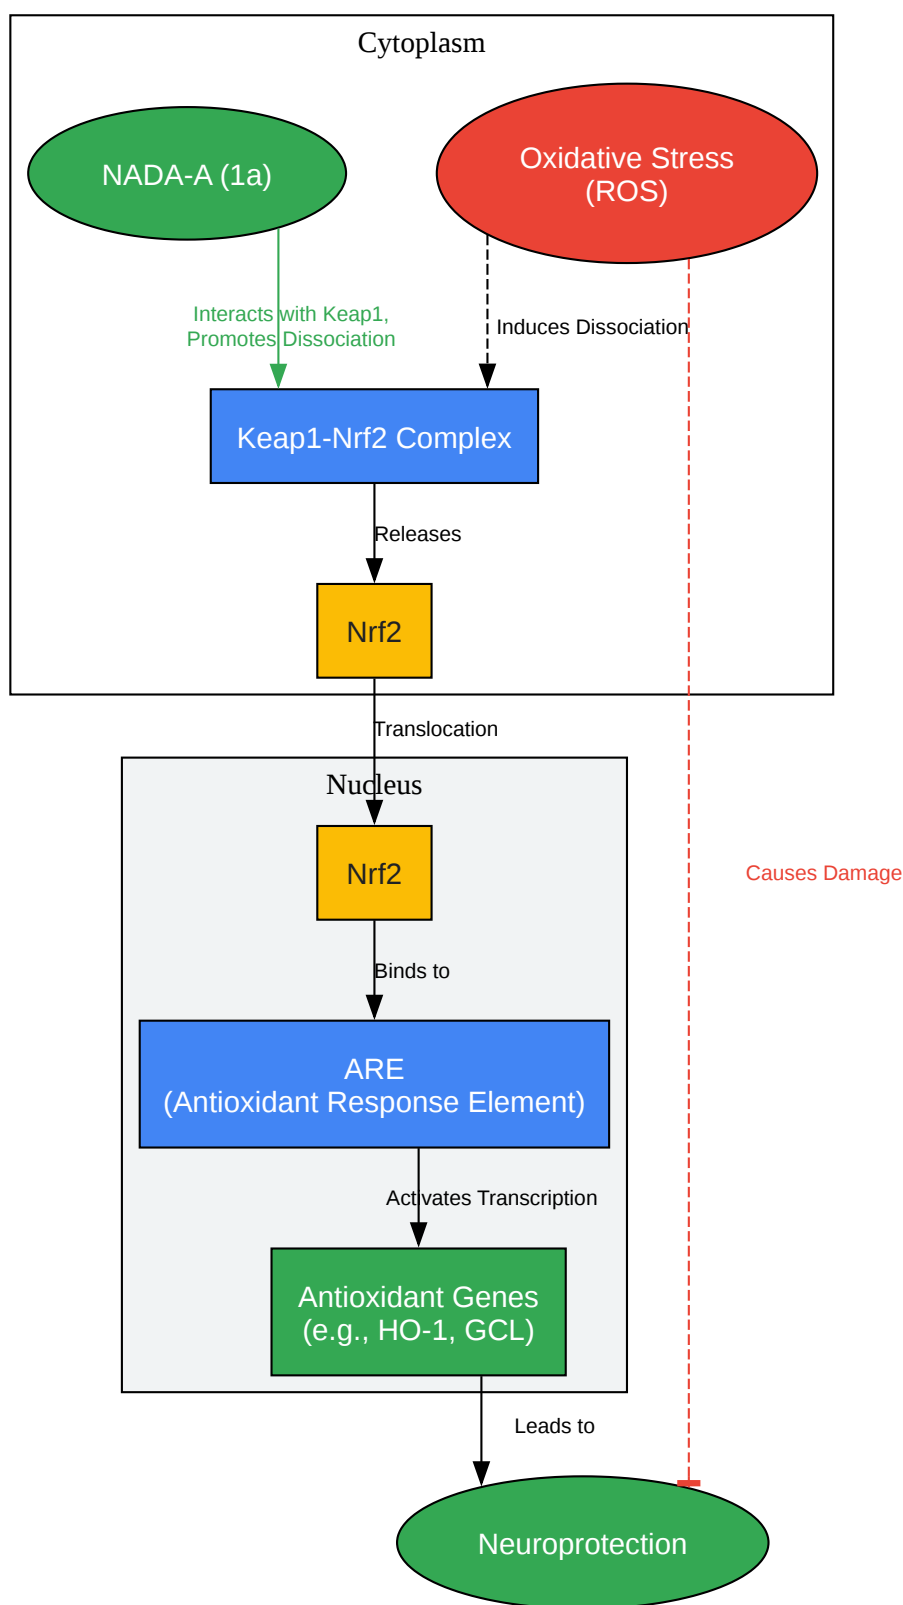 Cytoplasm
NADA-A (1a)
Oxidative Stress
(ROS)
Interacts with Keap1,
Promotes Dissociation
Induces Dissociation
Keap1-Nrf2 Complex
Releases
Nrf2
Translocation
Nucleus
Nrf2
Causes Damage
Binds to
ARE
(Antioxidant Response Element)
Activates Transcription
Antioxidant Genes
(e.g., HO-1, GCL)
Leads to
Neuroprotection